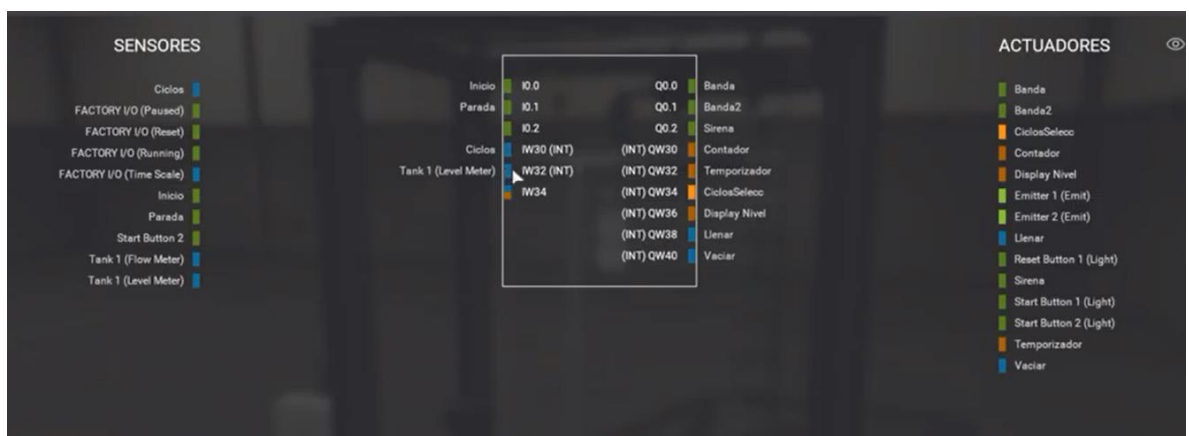 SENSORES
Ciclos
FACTORY I/O (Paused)
FACTORY I/O (Reset)
FACTORY I/O (Running)
FACTORY I/O (Time Scale)
Inicio
Parada
Start Button 2
Tank 1 (Flow Meter)
Tank 1 (Level Meter)
Inicio I0.0 Q0.0 Banda
Parada I0.1 Q0.1 Banda2
I0.2 Q0.2 Sirena
Ciclos IW30 (INT) (INT) QW30 Contador
Tank 1 (Level Meter) IW32 (INT) (INT) QW32 Temporizador
IW34 (INT) QW34 CiclosSelecc
(INT) QW36 Display Nivel
(INT) QW38 Llenar
(INT) QW40 Vaciar
ACTUADORES
Banda
Banda2
CiclosSelecc
Contador
Display Nivel
Emitter 1 (Emit)
Emitter 2 (Emit)
Llenar
Reset Button 1 (Light)
Sirena
Start Button 1 (Light)
Start Button 2 (Light)
Temporizador
Vaciar